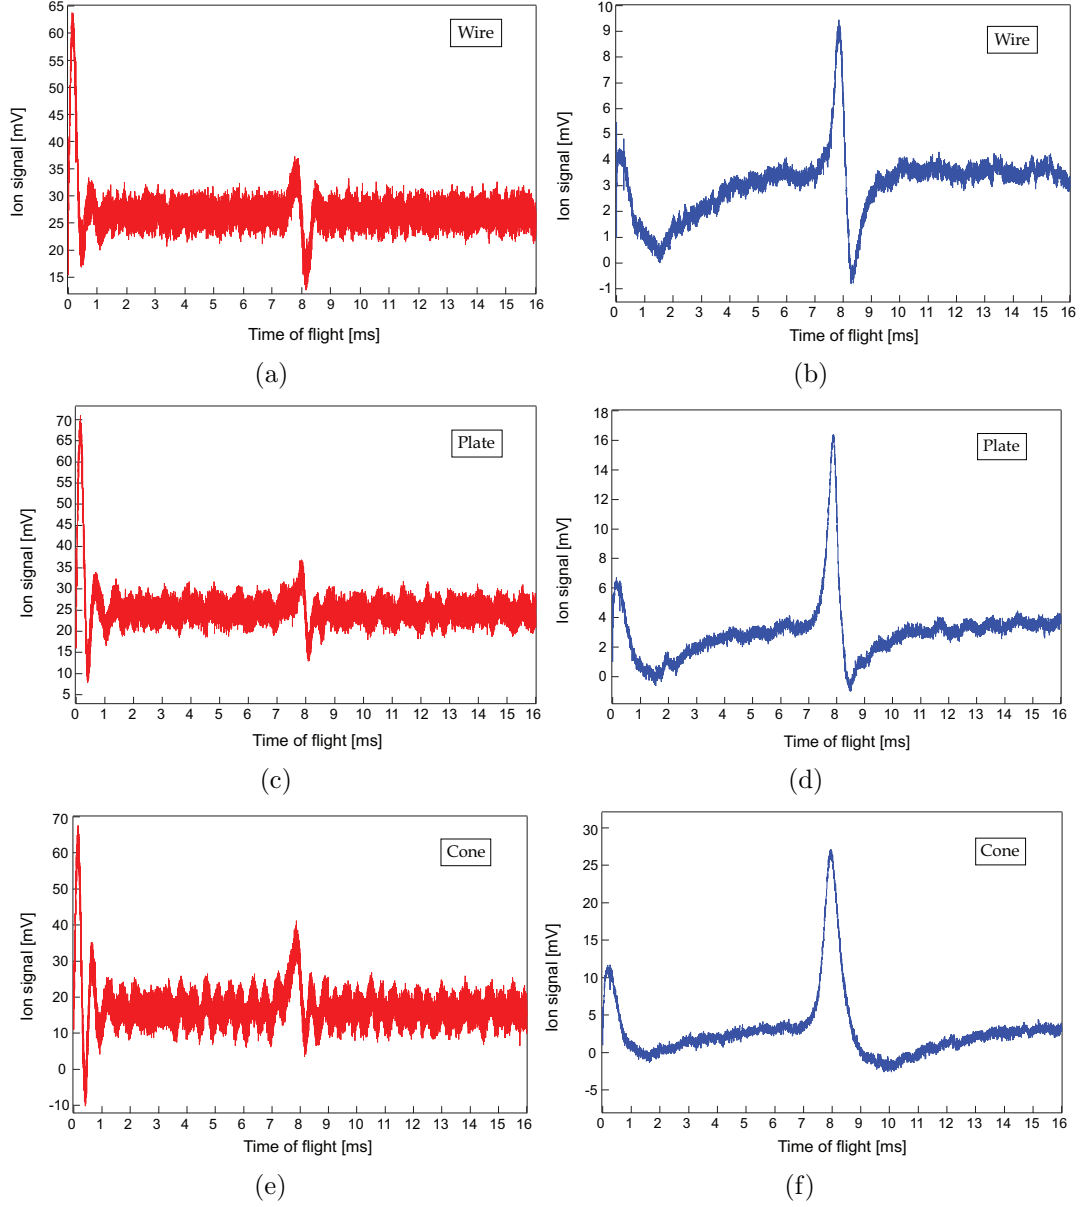 65
60
55
50
45
40
35
30
25
20
15
Ion signal [mV]
Wire
0 1 2 3 4 5 6 7 8 9 10 11 12 13 14 15 16
Time of flight [ms]
(a)
10
9
8
7
6
5
4
3
2
1
0
-1
Ion signal [mV]
Wire
0 1 2 3 4 5 6 7 8 9 10 11 12 13 14 15 16
Time of flight [ms]
(b)
70
65
60
55
50
45
40
35
30
25
20
15
10
5
Ion signal [mV]
Plate
0 1 2 3 4 5 6 7 8 9 10 11 12 13 14 15 16
Time of flight [ms]
(c)
18
16
14
12
10
8
6
4
2
0
Ion signal [mV]
Plate
0 1 2 3 4 5 6 7 8 9 10 11 12 13 14 15 16
Time of flight [ms]
(d)
70
60
50
40
30
20
10
0
-10
Ion signal [mV]
Cone
0 1 2 3 4 5 6 7 8 9 10 11 12 13 14 15 16
Time of flight [ms]
(e)
30
25
20
15
10
5
0
-5
Ion signal [mV]
Cone
0 1 2 3 4 5 6 7 8 9 10 11 12 13 14 15 16
Time of flight [ms]
(f)